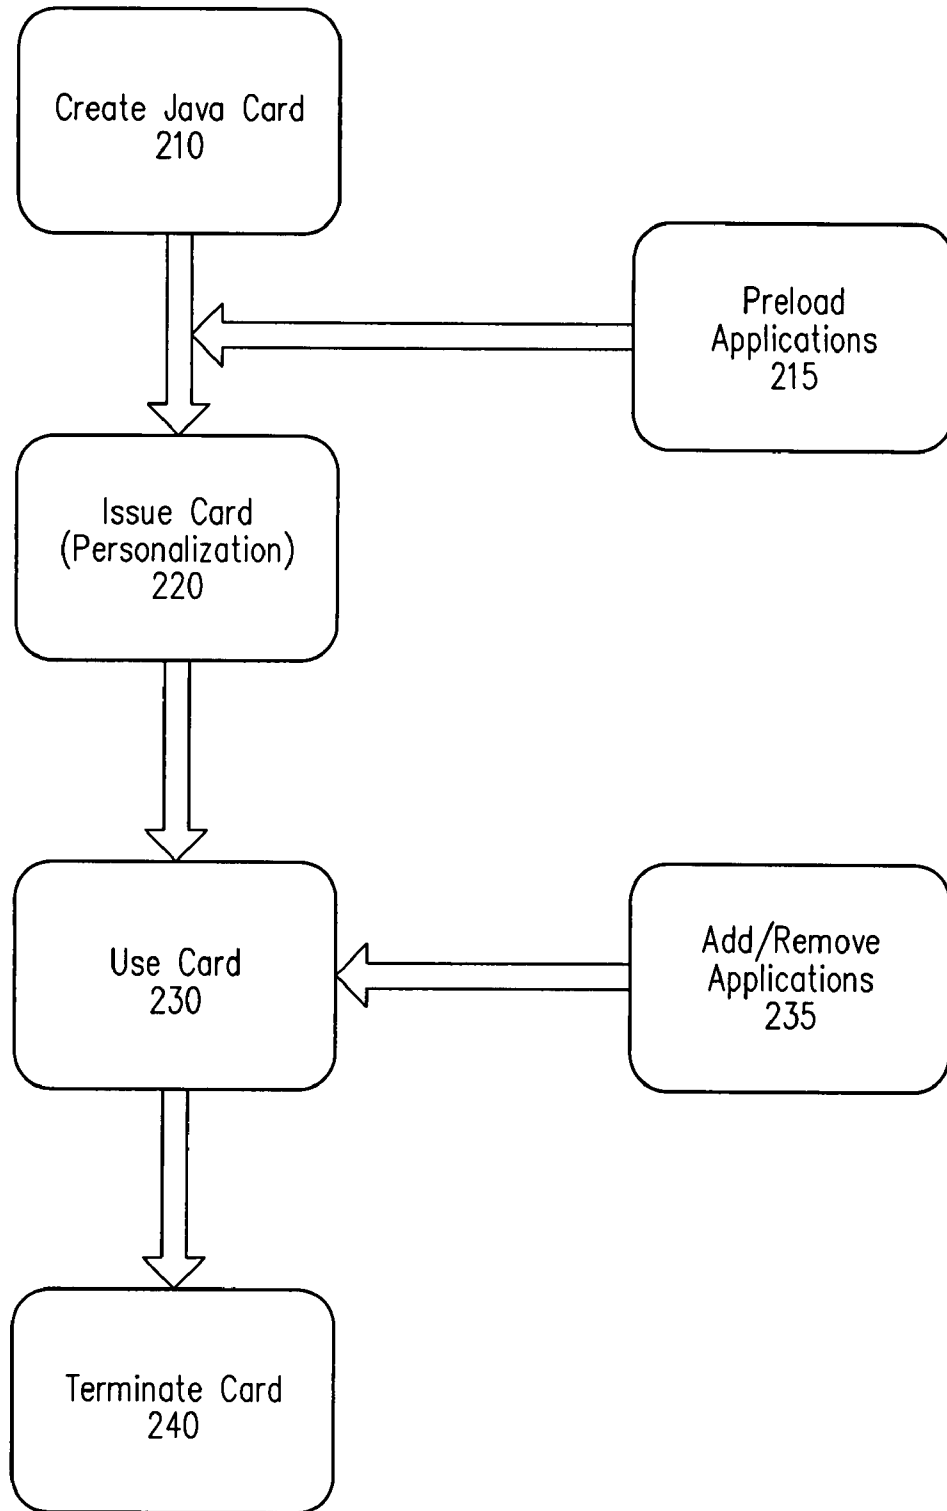 Create Java Card
210
Preload
Applications
215
Issue Card
(Personalization)
220
Use Card
230
Add/Remove
Applications
235
Terminate Card
240